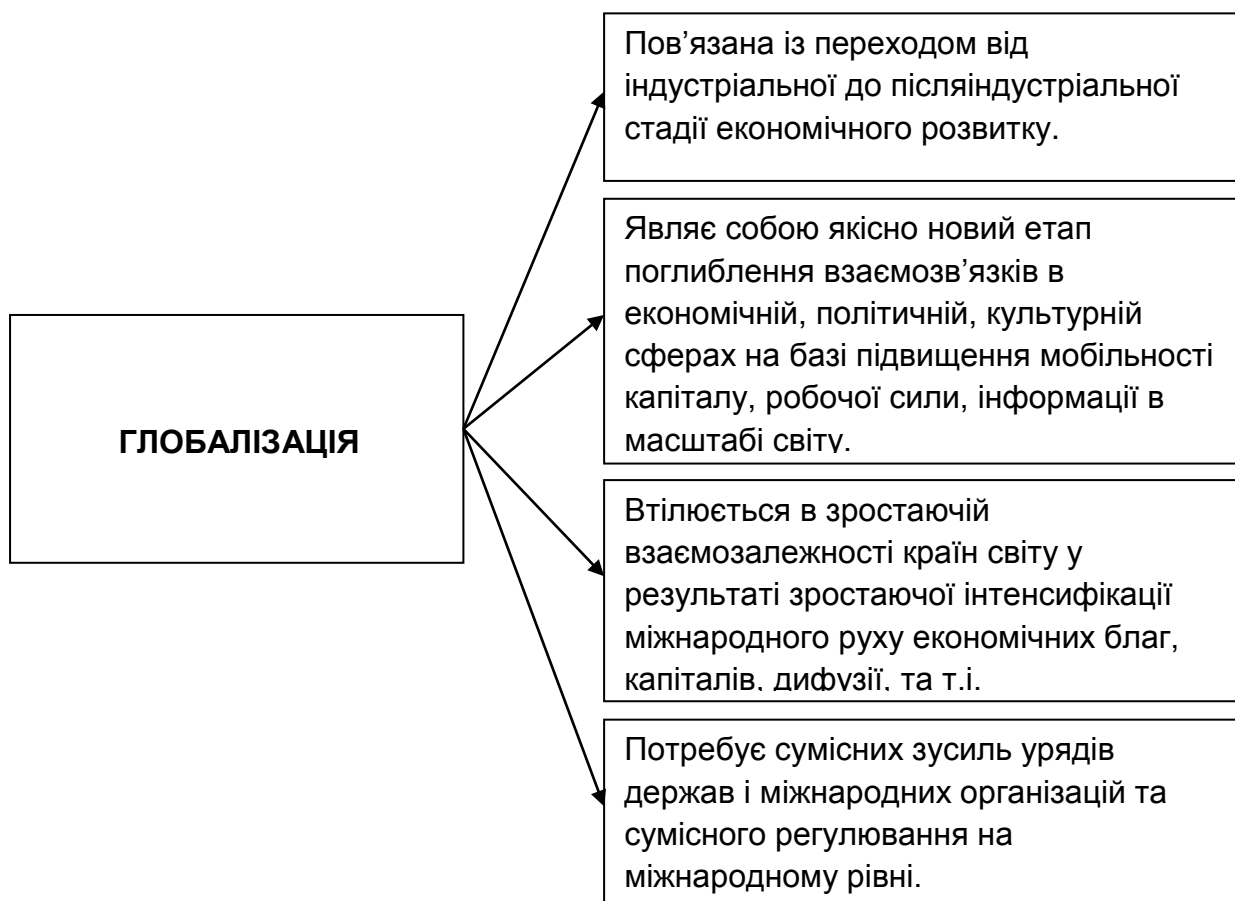 Пов’язана із переходом від
індустріальної до післяіндустріальної
стадії економічного розвитку.
Являє собою якісно новий етап
поглиблення взаємозв’язків в
економічній, політичній, культурній
сферах на базі підвищення мобільності
капіталу, робочої сили, інформації в
масштабі світу.
ГЛОБАЛІЗАЦІЯ
Втілюється в зростаючій
взаємозалежності країн світу у
результаті зростаючої інтенсифікації
міжнародного руху економічних благ,
капіталів, дифузії, та т.і.
Потребує сумісних зусиль урядів
держав і міжнародних організацій та
сумісного регулювання на
міжнародному рівні.